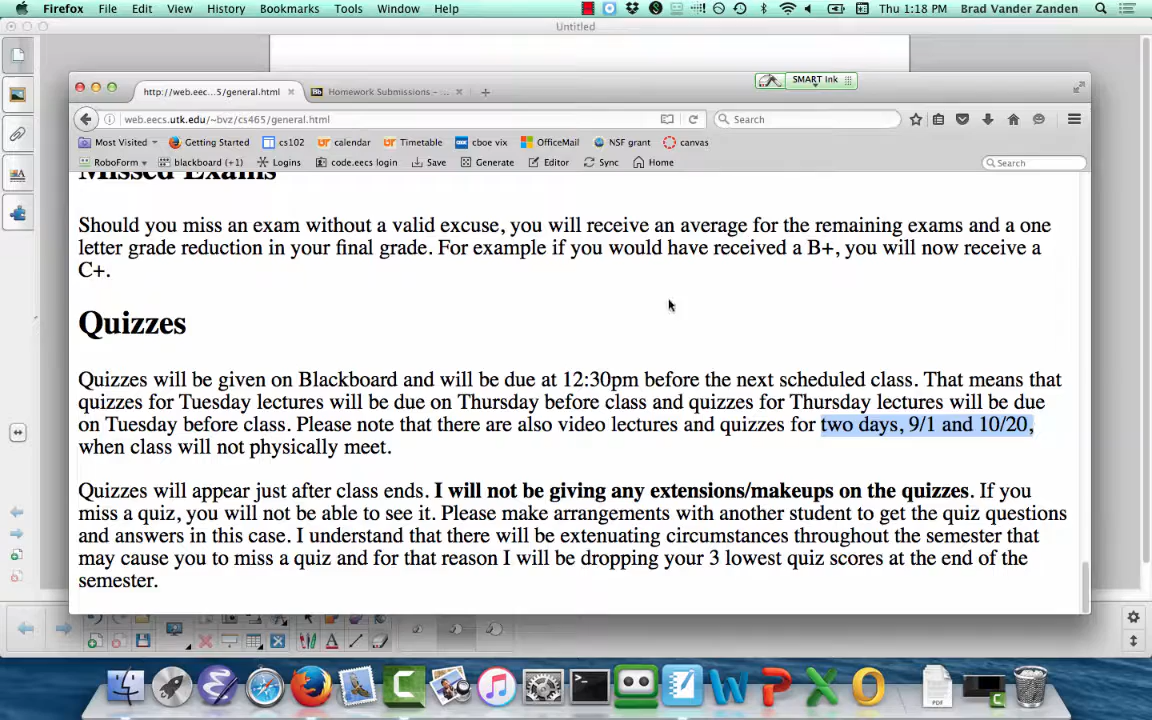 Firefox File Edit View History Bookmarks Tools Window Help Thu 1:18 PM Brad Vander Zanden
Untitled
http://web.eec...5/general.html Homework Submissions – ... SMART Ink
web.eecs.utk.edu/~bvz/cs465/general.html Search
Most Visited Getting Started cs102 calendar Timetable cboe vix OfficeMail NSF grant canvas
RoboForm blackboard (+1) Logins code.eecs login Save Generate Editor Sync Home Search
Missed Exams
Should you miss an exam without a valid excuse, you will receive an average for the remaining exams and a one
letter grade reduction in your final grade. For example if you would have received a B+, you will now receive a
C+.
Quizzes
Quizzes will be given on Blackboard and will be due at 12:30pm before the next scheduled class. That means that
quizzes for Tuesday lectures will be due on Thursday before class and quizzes for Thursday lectures will be due
on Tuesday before class. Please note that there are also video lectures and quizzes for two days, 9/1 and 10/20,
when class will not physically meet.
Quizzes will appear just after class ends. I will not be giving any extensions/makeups on the quizzes. If you
miss a quiz, you will not be able to see it. Please make arrangements with another student to get the quiz questions
and answers in this case. I understand that there will be extenuating circumstances throughout the semester that
may cause you to miss a quiz and for that reason I will be dropping your 3 lowest quiz scores at the end of the
semester.